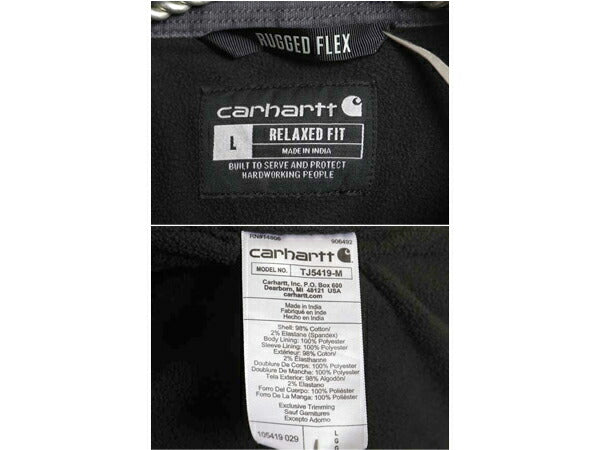 RUGGED FLEX
carhartt
L RELAXED FIT
MADE IN INDIA
BUILT TO SERVE AND PROTECT
HARDWORKING PEOPLE
RN#14806 906492
carhartt
MODEL NO. TJ5419-M
Carhartt, Inc. P.O. Box 600
Dearborn, MI 48121 USA
carhartt.com
Made in India
Fabriqué en Inde
Hecho en India
Shell: 98% Cotton/
2% Elastane (Spandex)
Body Lining: 100% Polyester
Sleeve Lining: 100% Polyester
Extérieur: 98% Coton/
2% Élasthanne
Doublure De Corps: 100% Polyester
Doublure De Manche: 100% Polyester
Tela Exterior: 98% Algodón/
2% Elastano
Forro Del Cuerpo: 100% Poliéster
Forro De La Manga: 100% Poliéster
Exclusive Trimming
Sauf Garnitures
Excepto Adorno
105419 029
L
G
G